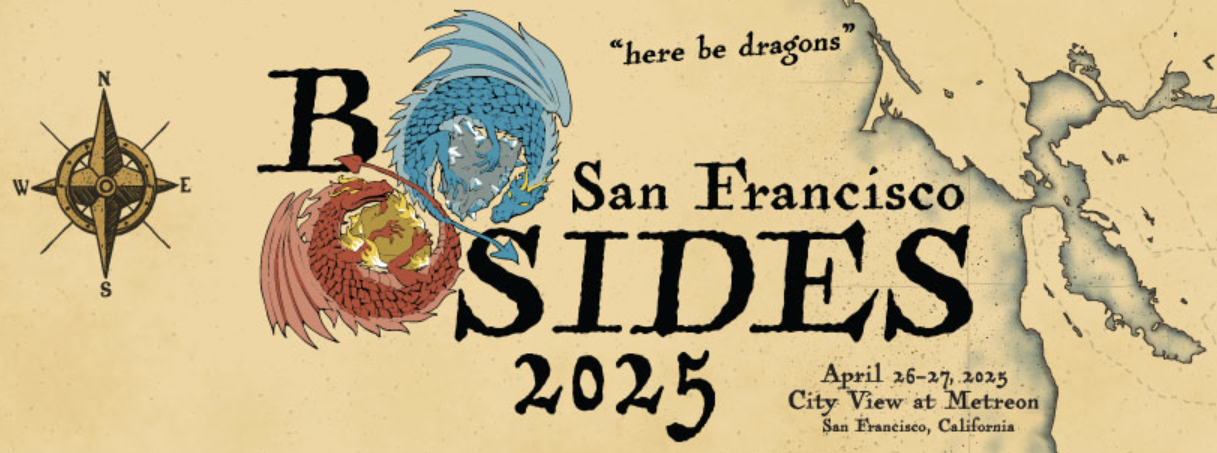 N
W E
S
"here be dragons"
B
San Francisco
SIDES
2025
April 26-27, 2025
City View at Metreon
San Francisco, California